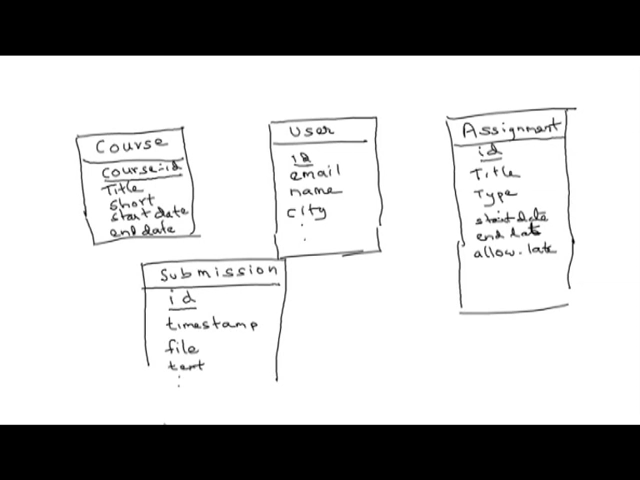 Course
course-id
Title
short
start date
end date
User
id
email
name
city
:
Assignment
id
Title
Type
start date
end late
allow.late
Submission
id
timestamp
file
text
: